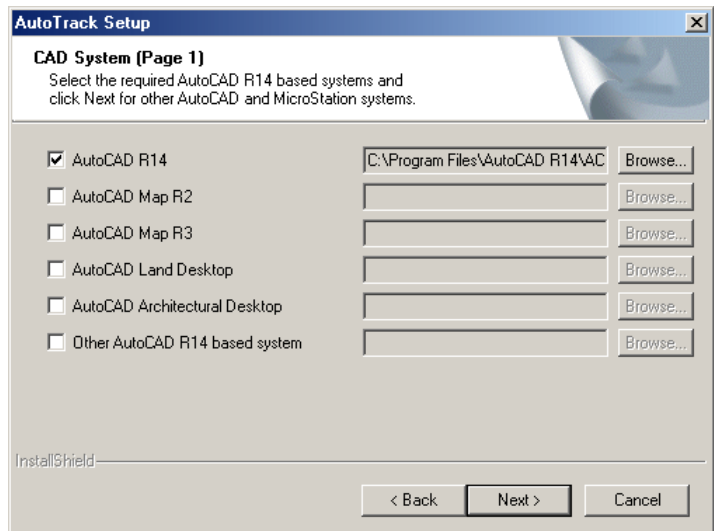 AutoTrack Setup
CAD System (Page 1)
Select the required AutoCAD R14 based systems and
click Next for other AutoCAD and MicroStation systems.
AutoCAD R14 C:\Program Files\AutoCAD R14\AC Browse...
AutoCAD Map R2 Browse...
AutoCAD Map R3 Browse...
AutoCAD Land Desktop Browse...
AutoCAD Architectural Desktop Browse...
Other AutoCAD R14 based system Browse...
InstallShield
< Back Next > Cancel